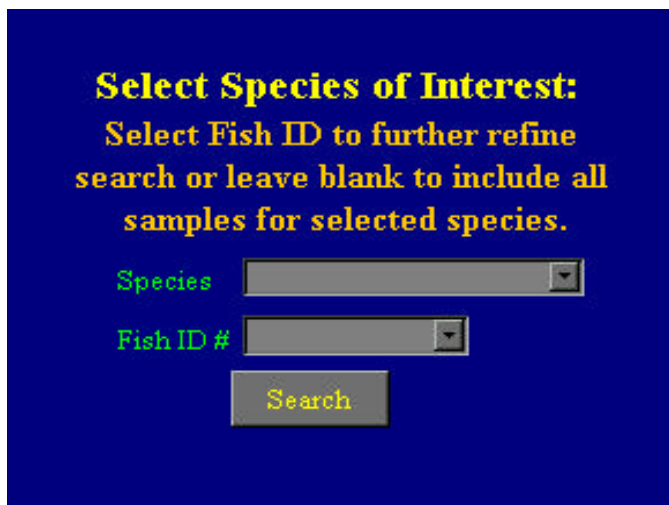 Select Species of Interest:
Select Fish ID to further refine
search or leave blank to include all
samples for selected species.
Species
Fish ID #
Search